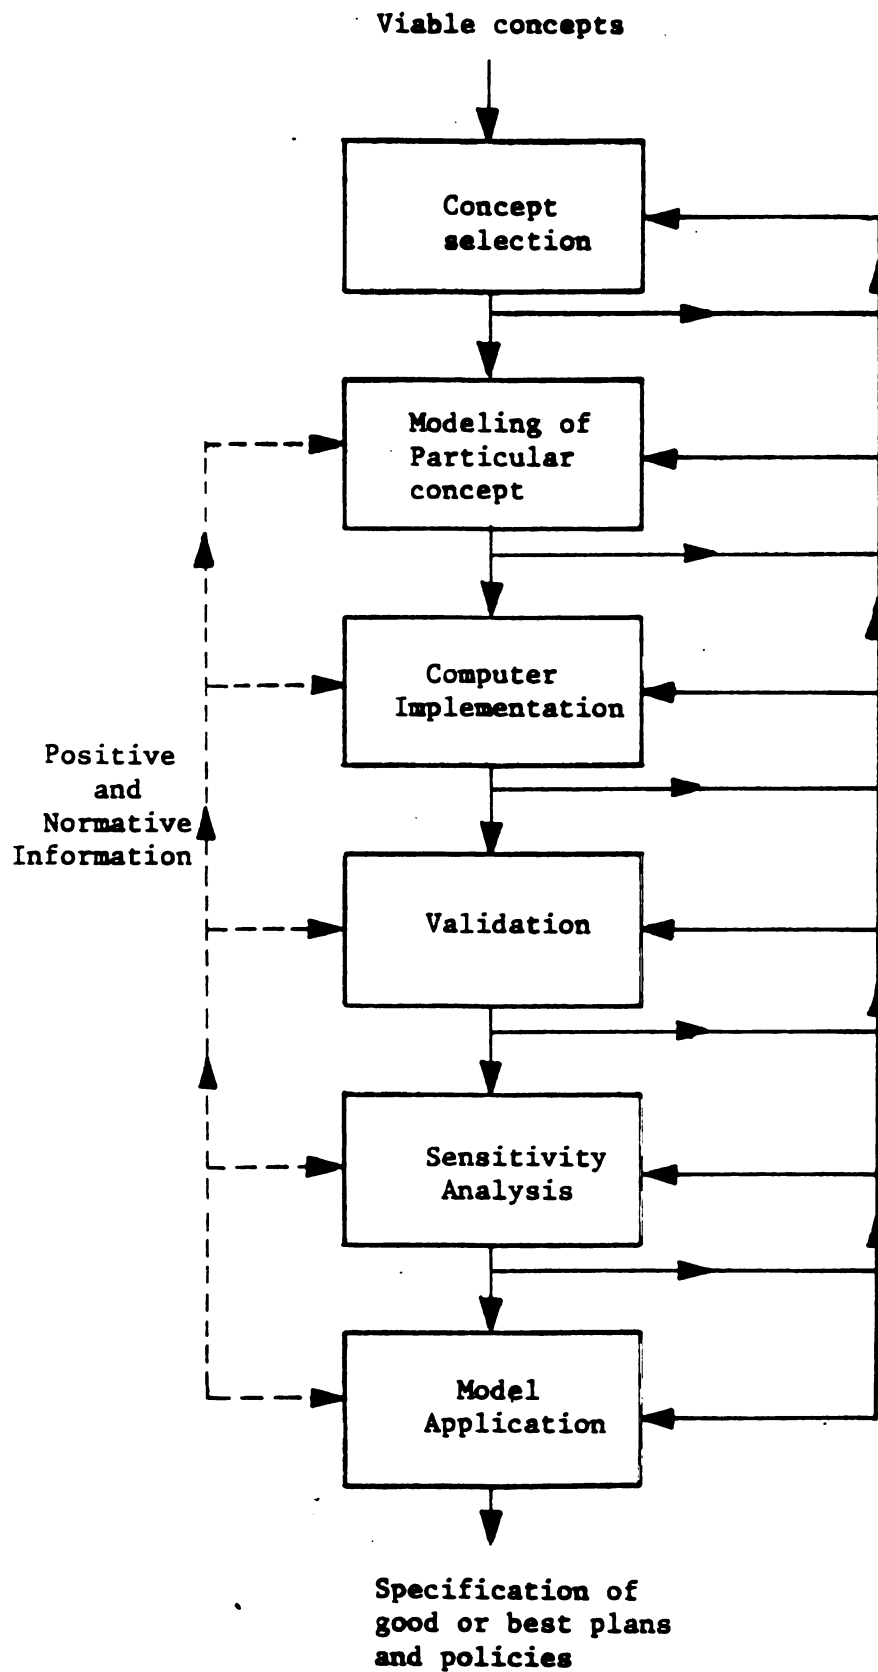 Viable concepts
Concept
selection
Modeling of
Particular
concept
Computer
Implementation
Positive
and
Normative
Information
Validation
Sensitivity
Analysis
Model
Application
Specification of
good or best plans
and policies